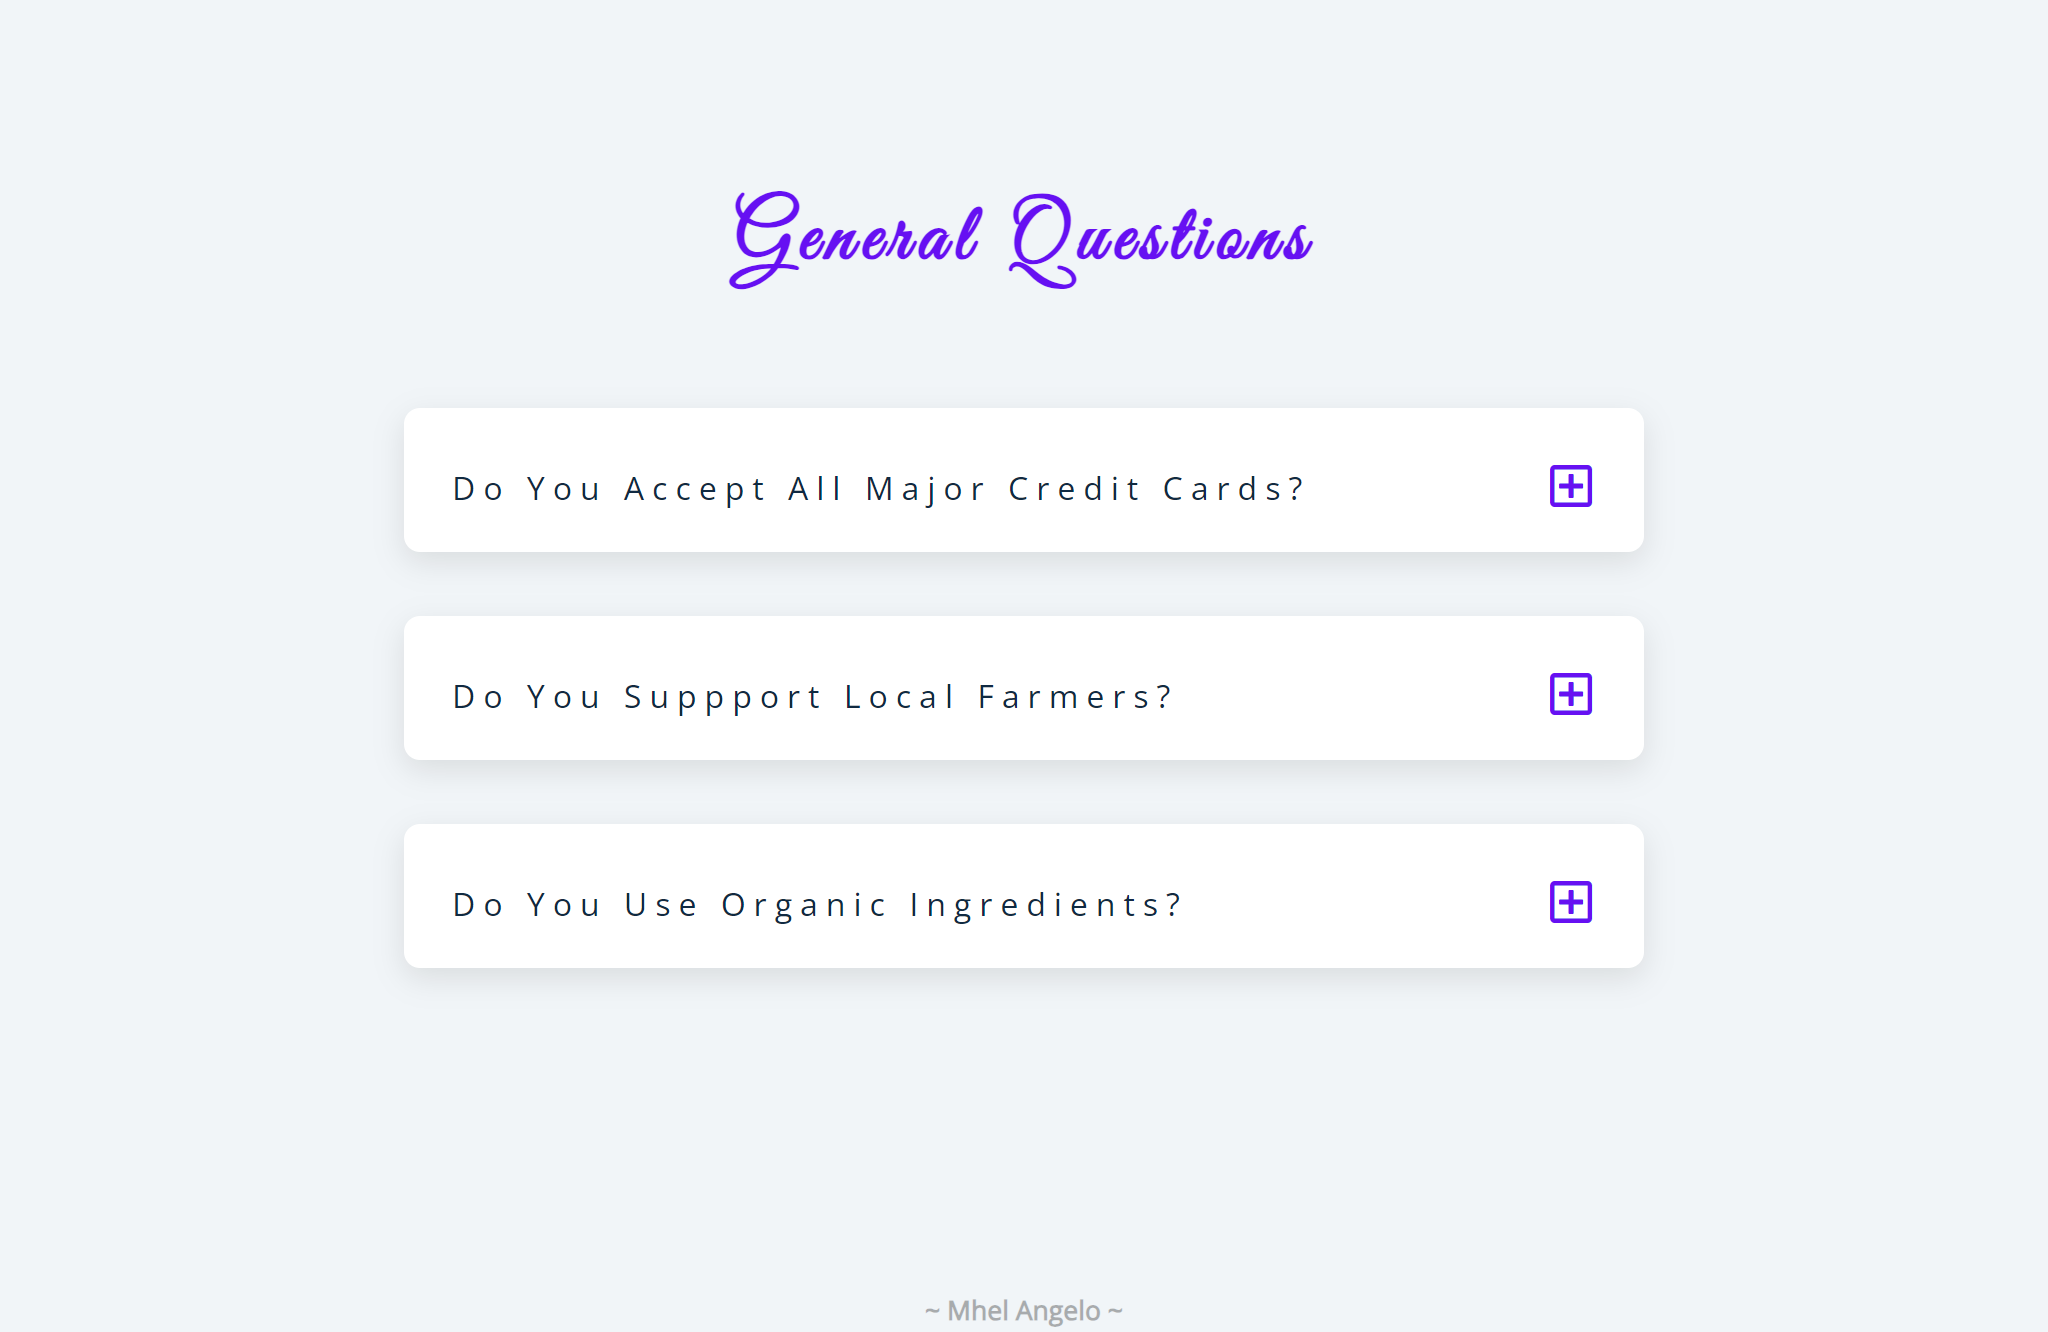 General Questions
Do You Accept All Major Credit Cards?
Do You Suppport Local Farmers?
Do You Use Organic Ingredients?
~ Mhel Angelo ~